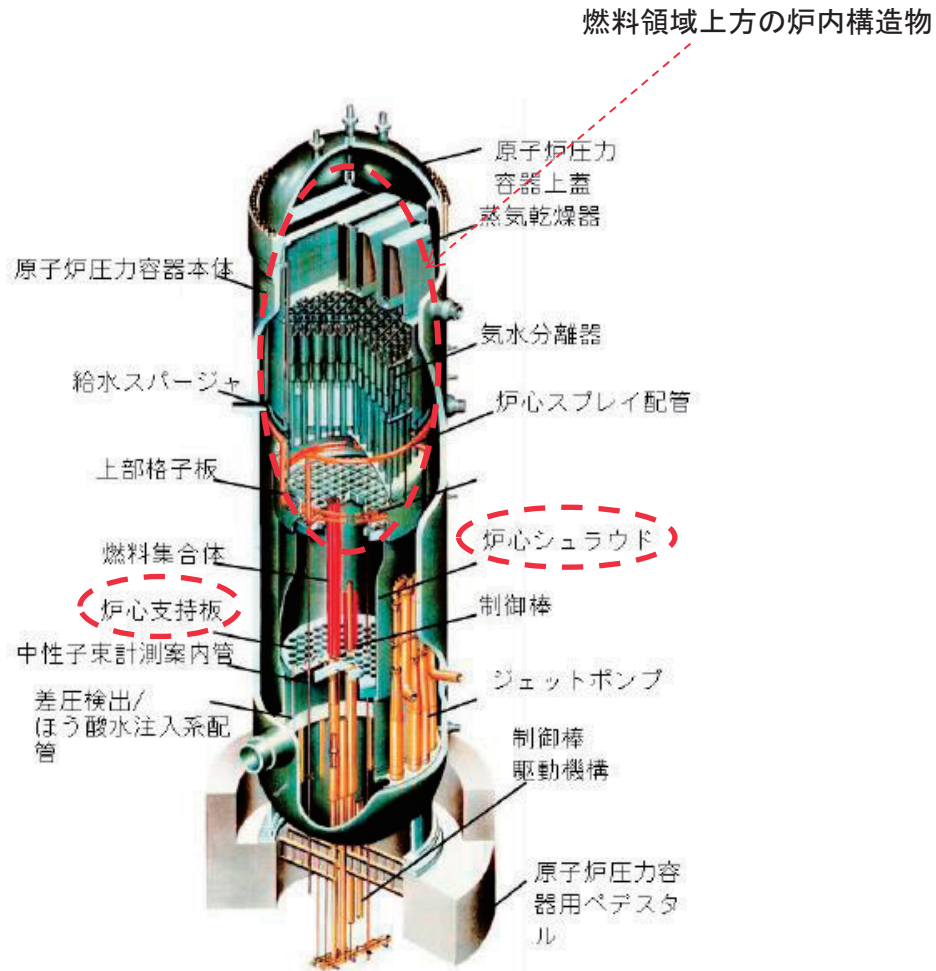 燃料領域上方の炉内構造物
原子炉圧力
容器上蓋
蒸気乾燥器
原子炉圧力容器本体
気水分離器
給水スパージャ
炉心スプレイ配管
上部格子板
炉心シュラウド
燃料集合体
炉心支持板
制御棒
中性子束計測案内管
ジェットポンプ
差圧検出/
ほう酸水注入系配
管
制御棒
駆動機構
原子炉圧力容
器用ペデスタ
ル